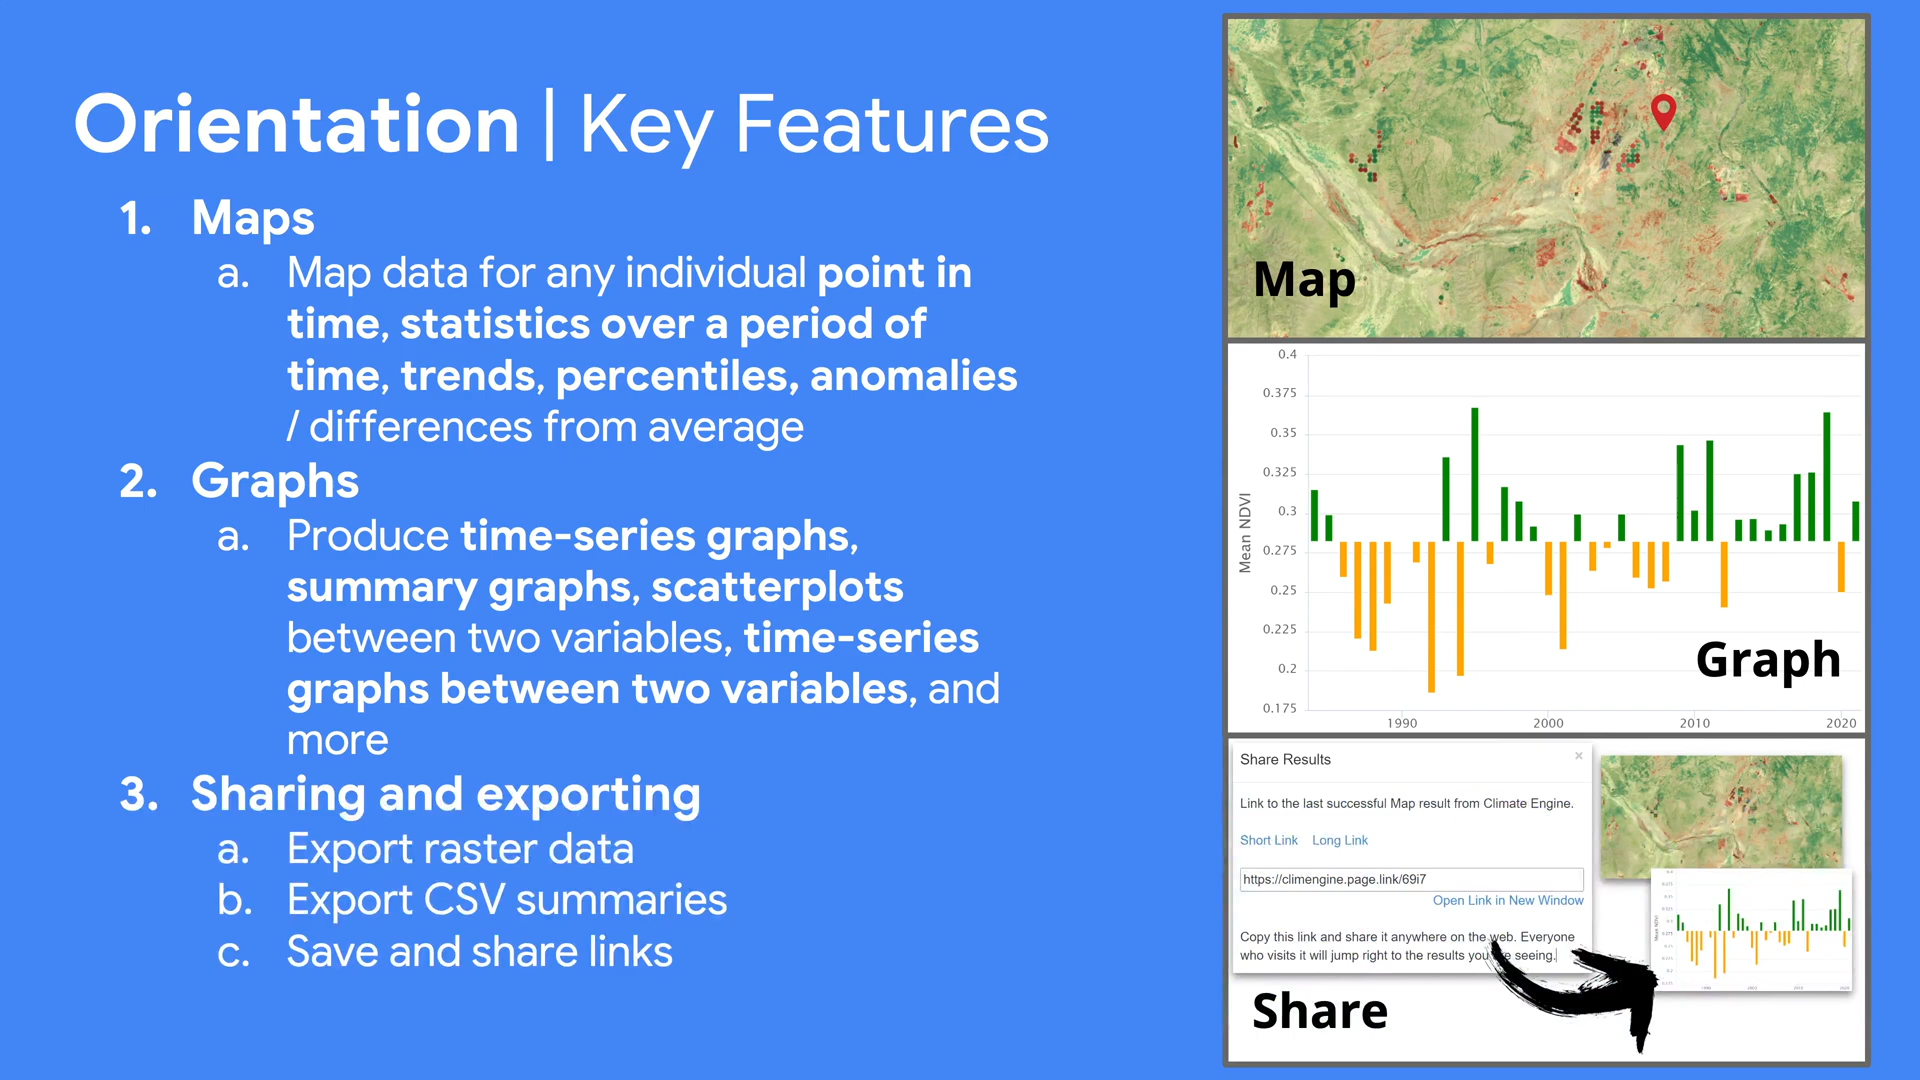 Orientation | Key Features
1. Maps
a. Map data for any individual point in
time, statistics over a period of
time, trends, percentiles, anomalies
/ differences from average
2. Graphs
a. Produce time-series graphs,
summary graphs, scatterplots
between two variables, time-series
graphs between two variables, and
more
3. Sharing and exporting
a. Export raster data
b. Export CSV summaries
c. Save and share links
Map
0.4
0.375
0.35
0.325
0.3
0.275
0.25
0.225
0.2
0.175
Mean NDVI
1990
2000
2010
2020
Graph
Share Results
×
Link to the last successful Map result from Climate Engine.
Short Link Long Link
https://climengine.page.link/69i7
Open Link in New Window
Copy this link and share it anywhere on the web. Everyone
who visits it will jump right to the results you seeing.
Share